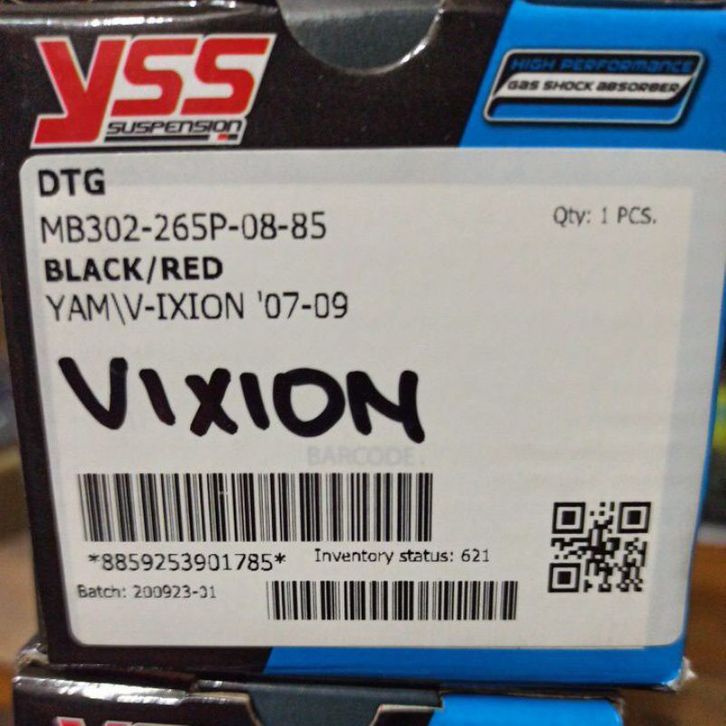 YSS
SUSPENSION
HIGH PERFORMANCE
GAS SHOCK ABSORBER
DTG
MB302-265P-08-85
Qty: 1 PCS.
BLACK/RED
YAM\V-IXION '07-09
VIXION
BARCODE.
*8859253901785*
Inventory status: 621
Batch: 200923-01
YSS